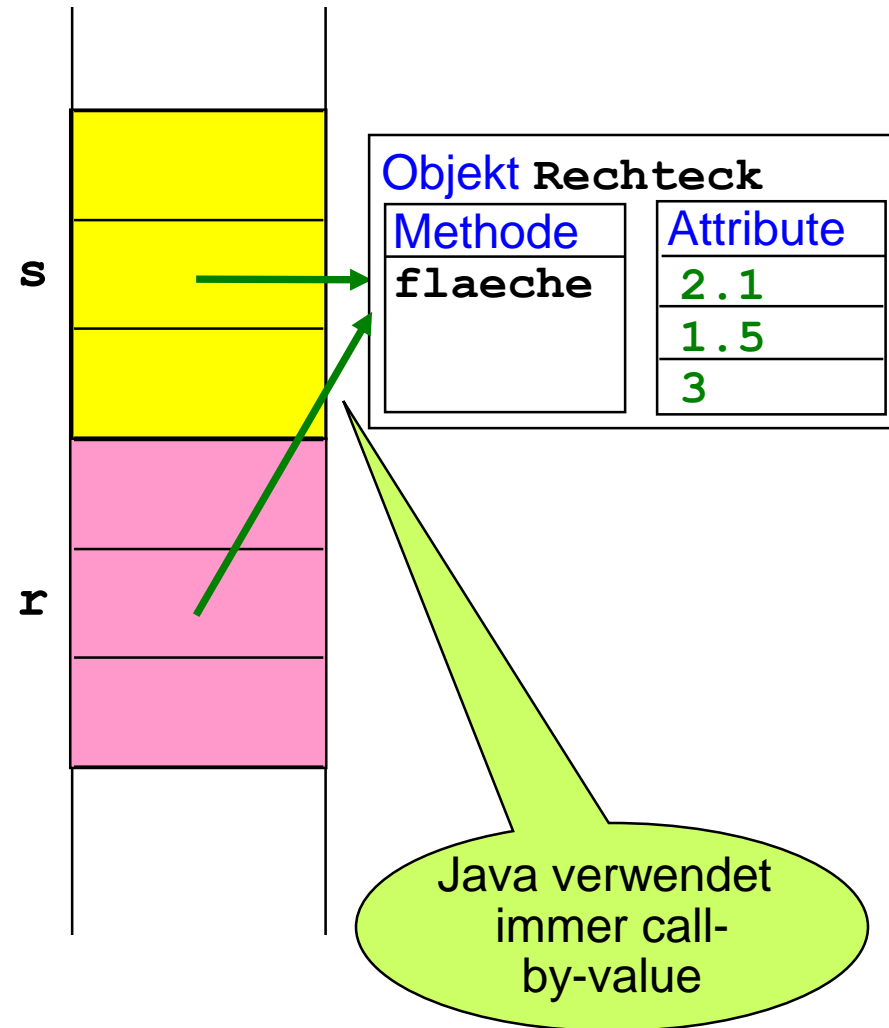 s
r
Objekt Rechteck
Methode
flaeche
Attribute
2.1
1.5
3
Java verwendet
immer call-
by-value